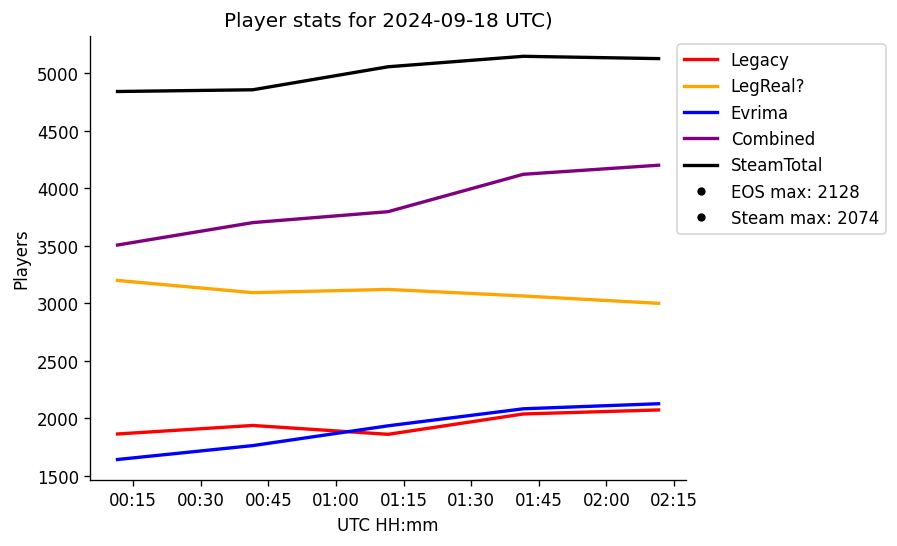 Player stats for 2024-09-18 UTC)
Legacy
LegReal?
Evrima
Combined
SteamTotal
EOS max: 2128
Steam max: 2074
Players
5000
4500
4000
3500
3000
2500
2000
1500
00:15 00:30 00:45 01:00 01:15 01:30 01:45 02:00 02:15
UTC HH:mm